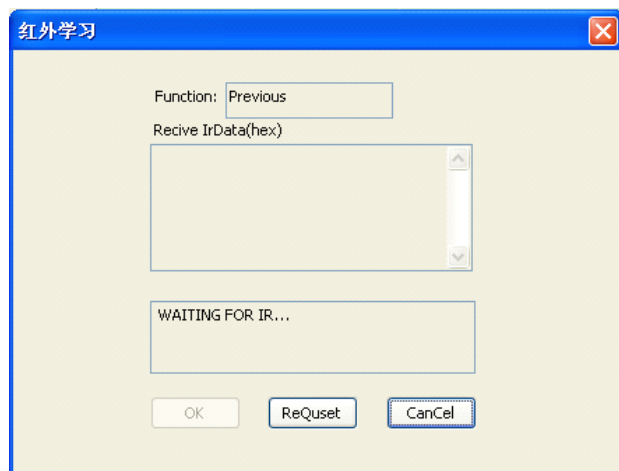 红外学习
Function: Previous
Recive IrData(hex)
WAITING FOR IR...
OK ReQuset CanCel